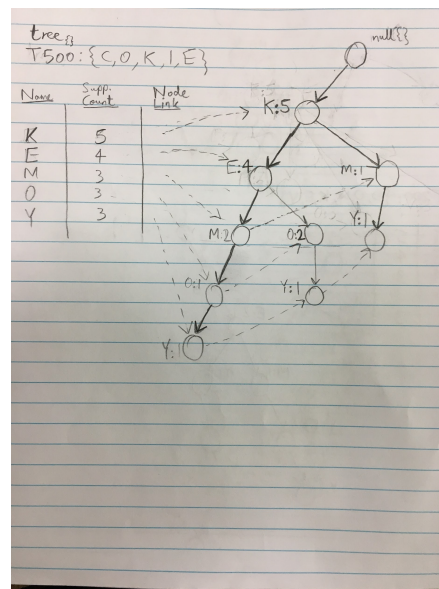 tree{}
T500:{C,O,K,I,E}
null{}
Name Supp. Count Node Link
K 5
E 4
M 3
O 3
Y 3
K:5
E:4
M:1
M:2
O:2
Y:1
O:1
Y:1
Y:1